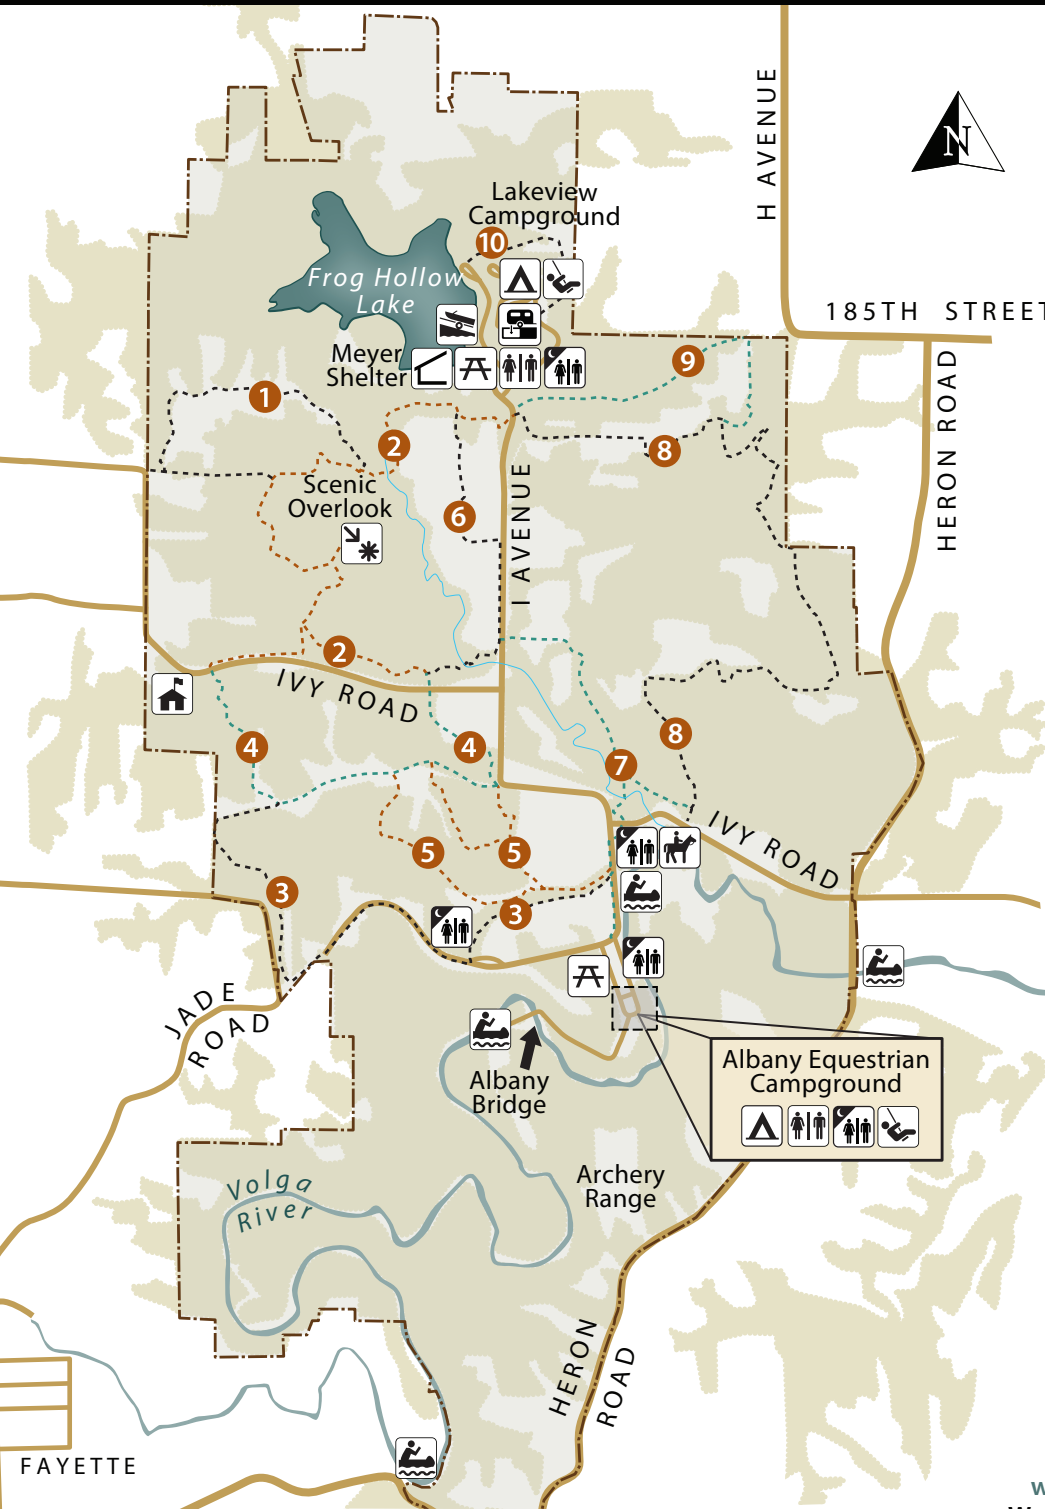 H AVENUE
N
Lakeview
Campground
10
Frog Hollow
Lake
185TH STREET
Meyer
Shelter
9
HERON ROAD
1
2
8
Scenic
Overlook
6
I AVENUE
2
IVY ROAD
4
4
8
7
IVY ROAD
5
5
3
3
JADE
ROAD
Albany
Bridge
Albany Equestrian
Campground
Archery
Range
Volga
River
HERON
ROAD
FAYETTE